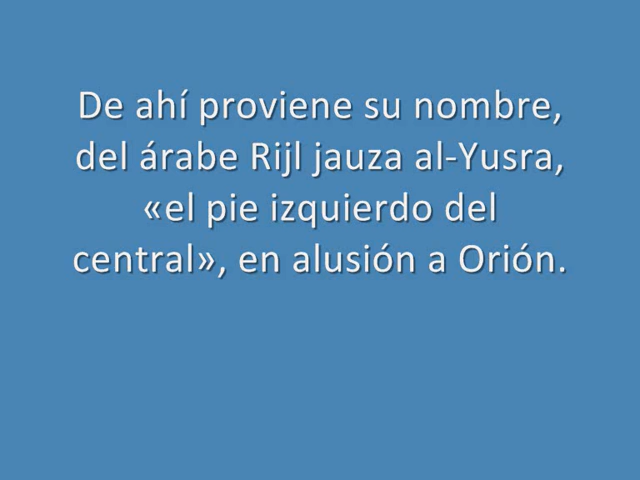 De ahí proviene su nombre,
del árabe Rijl jauza al-Yusra,
«el pie izquierdo del
central», en alusión a Orión.